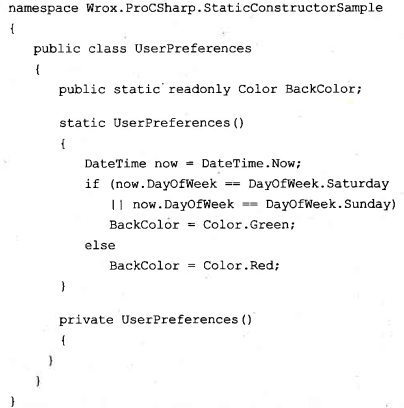 namespace Wrox.ProCSharp.StaticConstructorSample
{
public class UserPreferences
{
public static readonly Color BackColor;
static UserPreferences()
{
DateTime now = DateTime.Now;
if (now.DayOfWeek == DayOfWeek.Saturday
|| now.DayOfWeek == DayOfWeek.Sunday)
BackColor = Color.Green;
else
BackColor = Color.Red;
}
private UserPreferences()
{
}
}
}